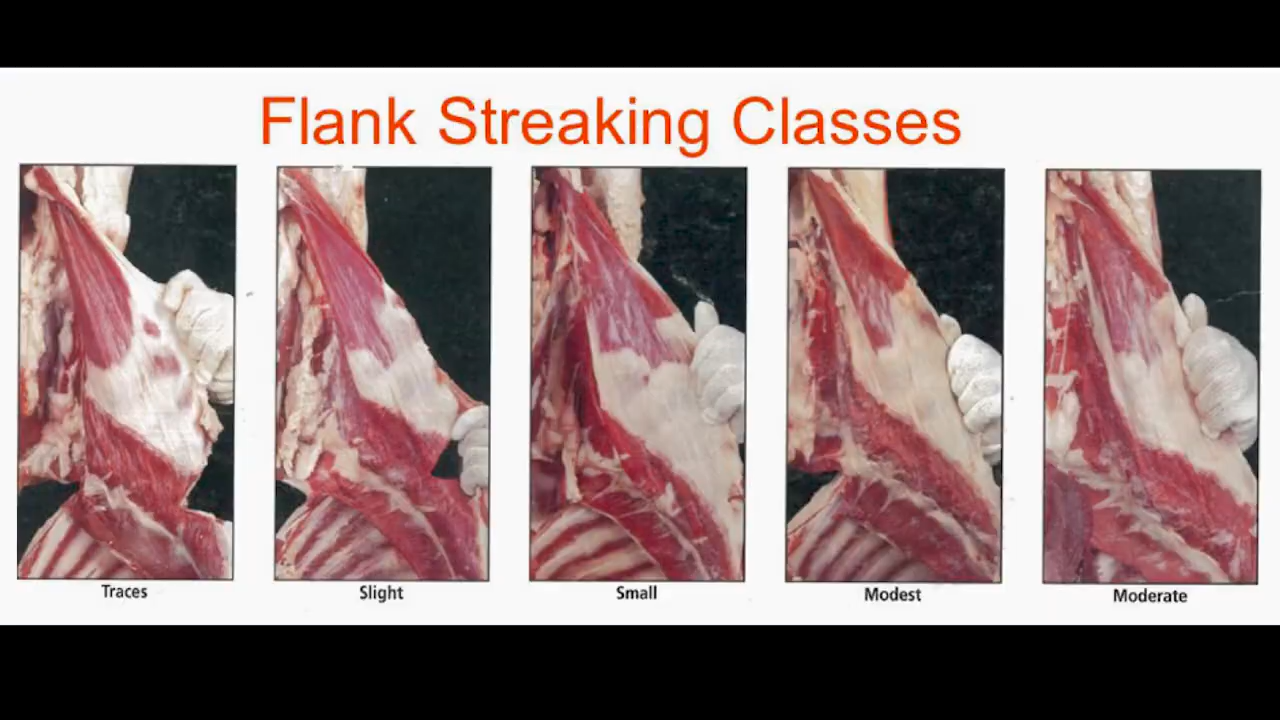 Flank Streaking Classes
Traces
Slight
Small
Modest
Moderate